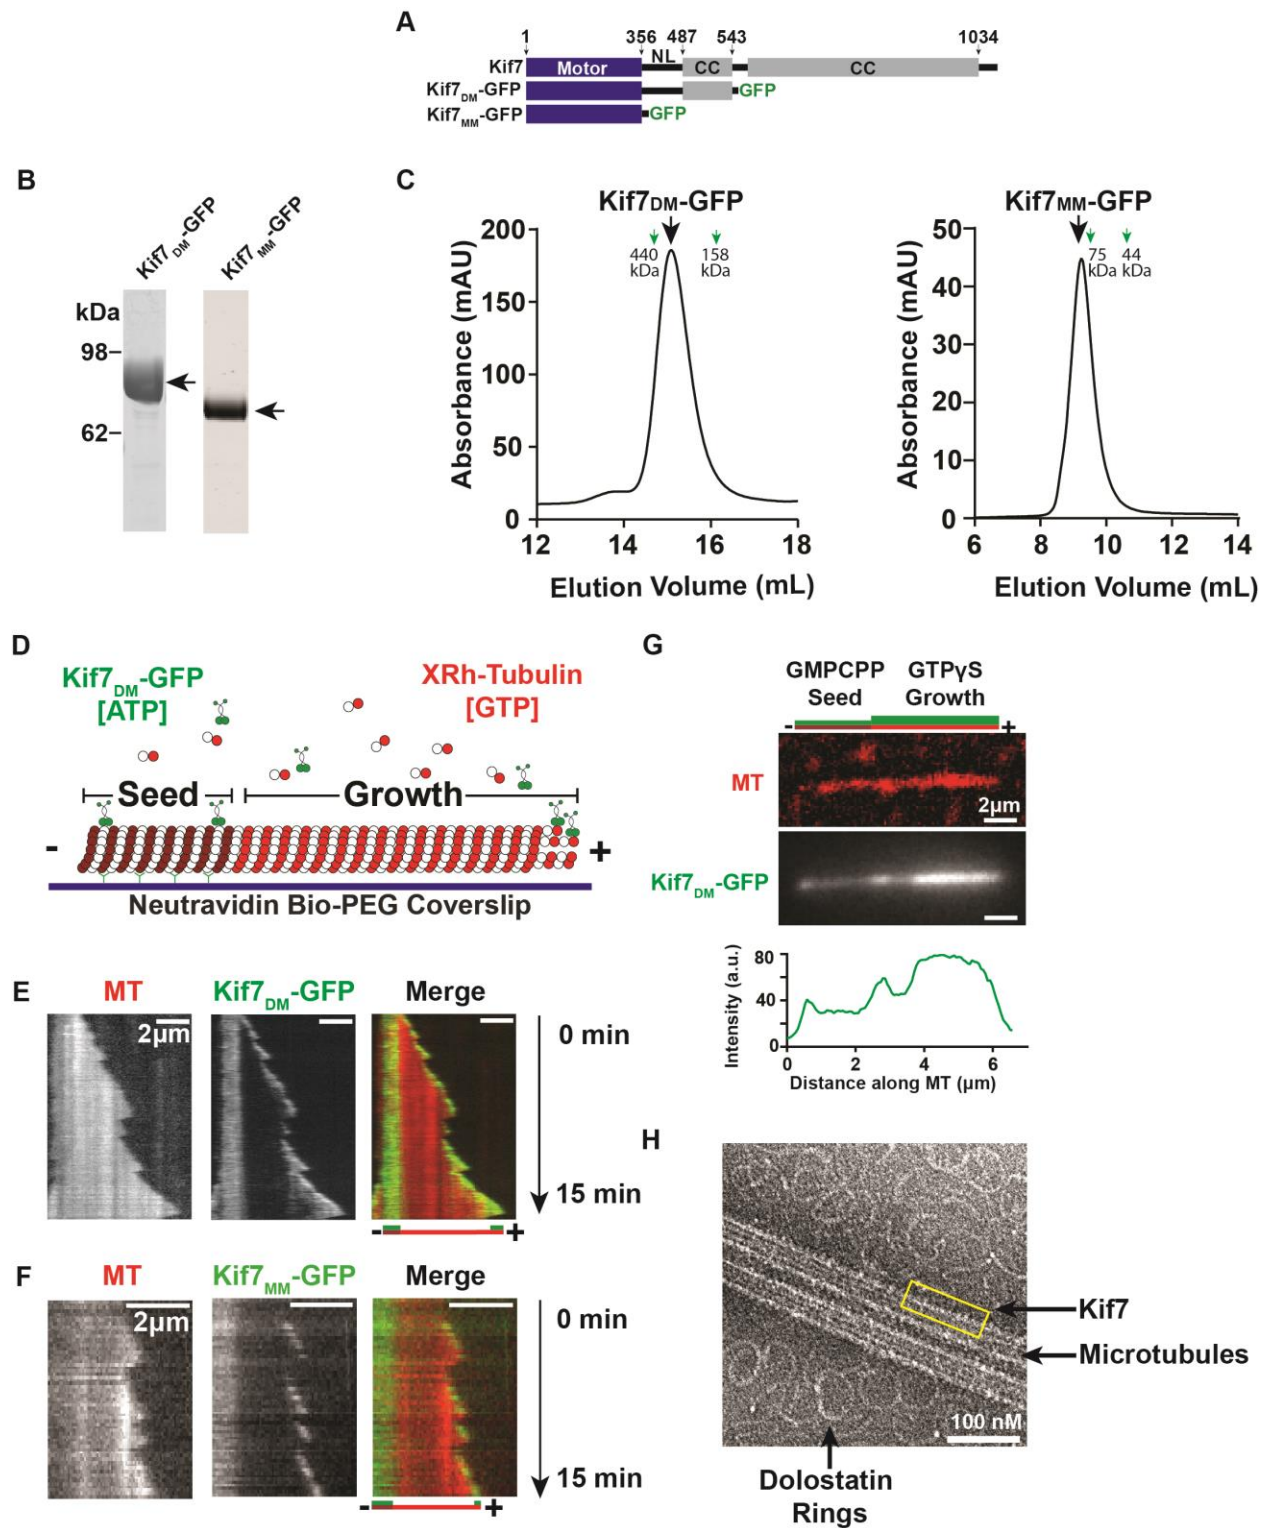 A
1 356 487 543 1034
NL
Kif7 Motor CC CC
Kif7DM-GFP GFP
Kif7MM-GFP GFP
B
Kif7DM-GFP
Kif7MM-GFP
kDa
98
62
C
Kif7DM-GFP
440 kDa
158 kDa
Absorbance (mAU)
200
150
100
50
0
12 14 16 18
Elution Volume (mL)
Kif7MM-GFP
75 kDa
44 kDa
Absorbance (mAU)
50
40
30
20
10
0
6 8 10 12 14
Elution Volume (mL)
D
Kif7DM-GFP
[ATP]
XRh-Tubulin
[GTP]
Seed Growth
- +
Neutravidin Bio-PEG Coverslip
E
MT Kif7DM-GFP Merge
2µm
0 min
15 min
- +
F
MT Kif7MM-GFP Merge
2µm
0 min
15 min
- +
G
GMPCPP
Seed
GTPγS
Growth
- +
MT
2µm
Kif7DM-GFP
Intensity (a.u.)
80
40
0
0 2 4 6
Distance along MT (µm)
H
Kif7
Microtubules
100 nM
Dolostatin
Rings